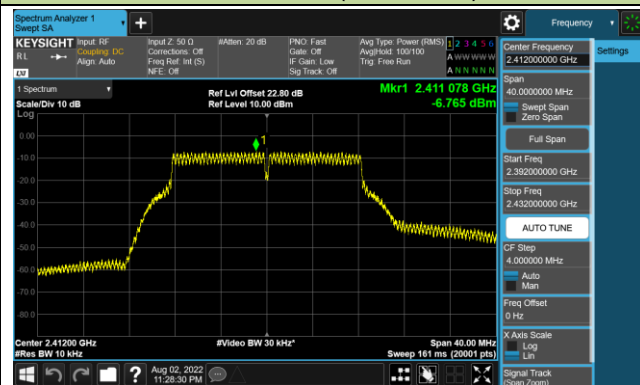 Spectrum Analyzer 1
Swept SA
Frequency
KEYSIGHT
RL
LXI
Input: RF
Coupling: DC
Align: Auto
Input Z: 50 Ω
Corrections: Off
Freq Ref: Int (S)
NFE: Off
#Atten: 20 dB
PNO: Fast
Gate: Off
IF Gain: Low
Sig Track: Off
Avg Type: Power (RMS)
Avg|Hold: 100/100
Trig: Free Run
1 2 3 4 5 6
A W W W W W
A N N N N N
1 Spectrum
Scale/Div 10 dB
Log
Ref Lvl Offset 22.80 dB
Ref Level 10.00 dBm
Mkr1 2.411 078 GHz
-6.765 dBm
1
0.00
-10.0
-20.0
-30.0
-40.0
-50.0
-60.0
-70.0
-80.0
Center 2.41200 GHz
#Res BW 10 kHz
#Video BW 30 kHz*
Span 40.00 MHz
Sweep 161 ms (20001 pts)
Center Frequency
2.412000000 GHz
Settings
Span
40.0000000 MHz
Swept Span
Zero Span
Full Span
Start Freq
2.392000000 GHz
Stop Freq
2.432000000 GHz
AUTO TUNE
CF Step
4.000000 MHz
Auto
Man
Freq Offset
0 Hz
X Axis Scale
Log
Lin
Signal Track
(Span Zoom)
?
Aug 02, 2022
11:28:30 PM